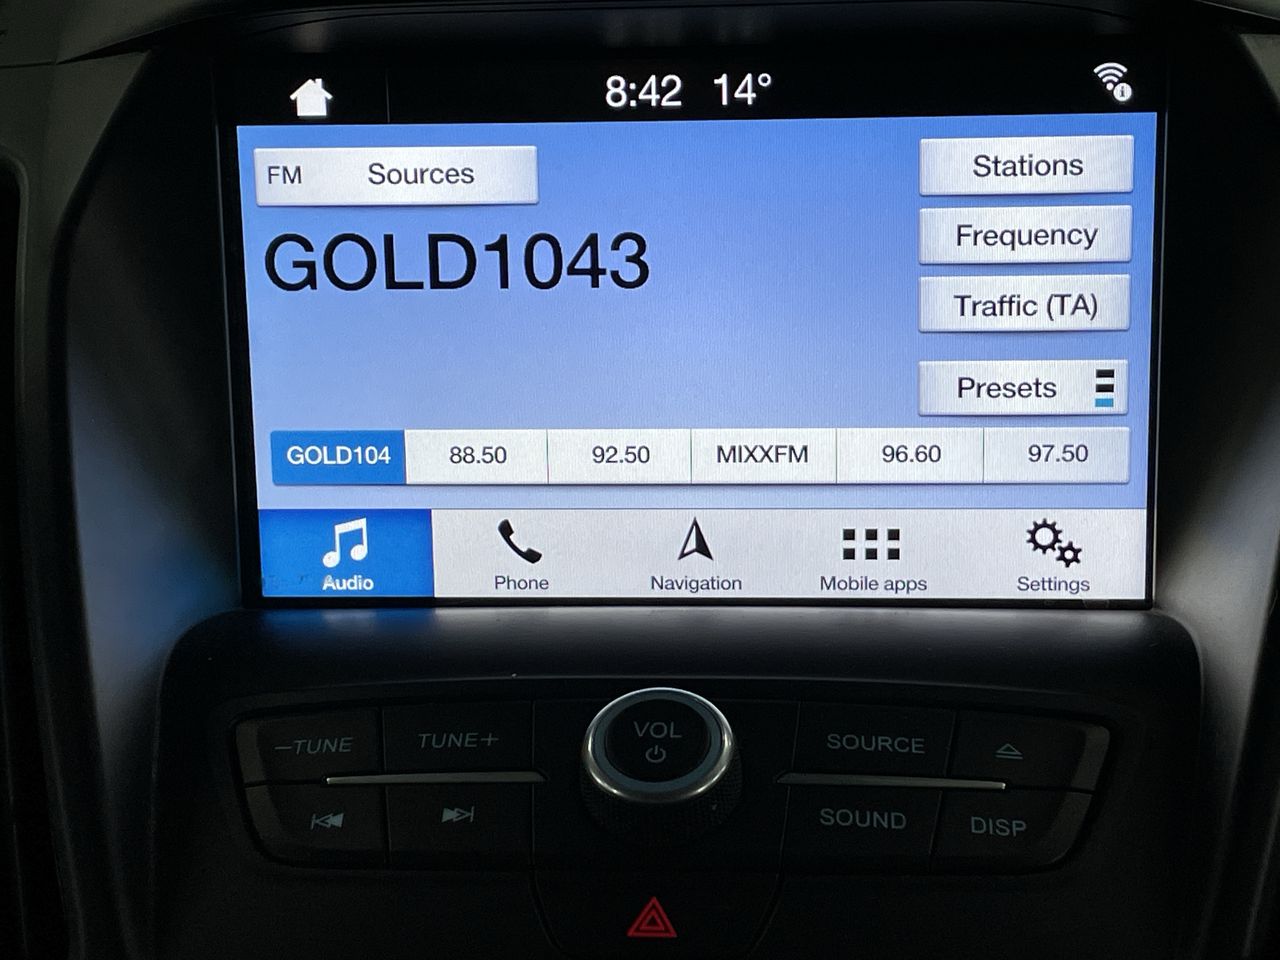 8:42 14°
FM Sources
Stations
GOLD1043
Frequency
Traffic (TA)
Presets
GOLD104 88.50 92.50 MIXXFM 96.60 97.50
Audio Phone Navigation Mobile apps Settings
VOL
−TUNE TUNE+ SOURCE
SOUND DISP